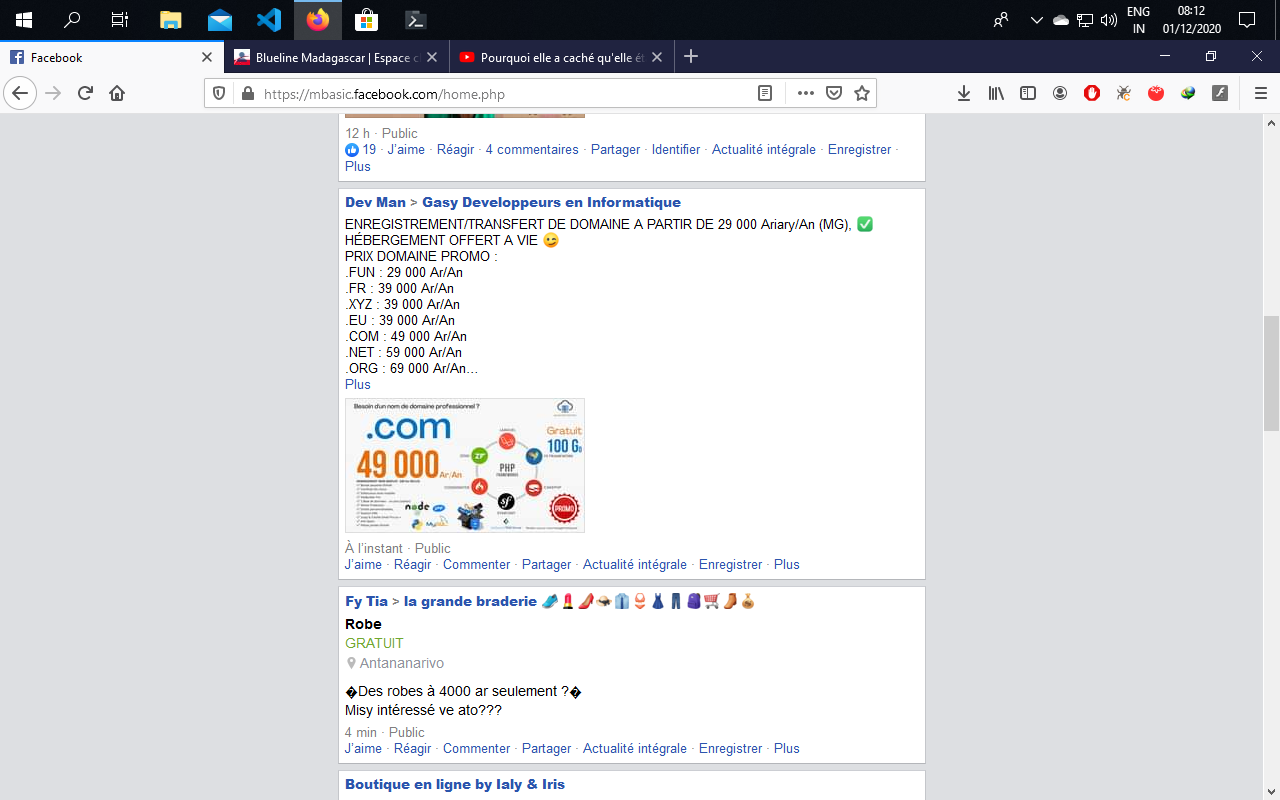 ENG
IN
08:12
01/12/2020
Facebook
Blueline Madagascar | Espace c
Pourquoi elle a caché qu'elle ét
https://mbasic.facebook.com/home.php
12 h · Public
19 · J'aime · Réagir · 4 commentaires · Partager · Identifier · Actualité intégrale · Enregistrer ·
Plus
Dev Man > Gasy Developpeurs en Informatique
ENREGISTREMENT/TRANSFERT DE DOMAINE A PARTIR DE 29 000 Ariary/An (MG), ✅
HÉBERGEMENT OFFERT A VIE 😉
PRIX DOMAINE PROMO :
.FUN : 29 000 Ar/An
.FR : 39 000 Ar/An
.XYZ : 39 000 Ar/An
.EU : 39 000 Ar/An
.COM : 49 000 Ar/An
.NET : 59 000 Ar/An
.ORG : 69 000 Ar/An…
Plus
Besoin d'un nom de domaine professionnel ?
.com
Gratuit
100 Go
49 000 Ar/An
PHP
node
MySQL
PROMO
À l'instant · Public
J'aime · Réagir · Commenter · Partager · Actualité intégrale · Enregistrer · Plus
Fy Tia > la grande braderie
Robe
GRATUIT
Antananarivo
�Des robes à 4000 ar seulement ?�
Misy intéressé ve ato???
4 min · Public
J'aime · Réagir · Commenter · Partager · Actualité intégrale · Enregistrer · Plus
Boutique en ligne by Ialy & Iris